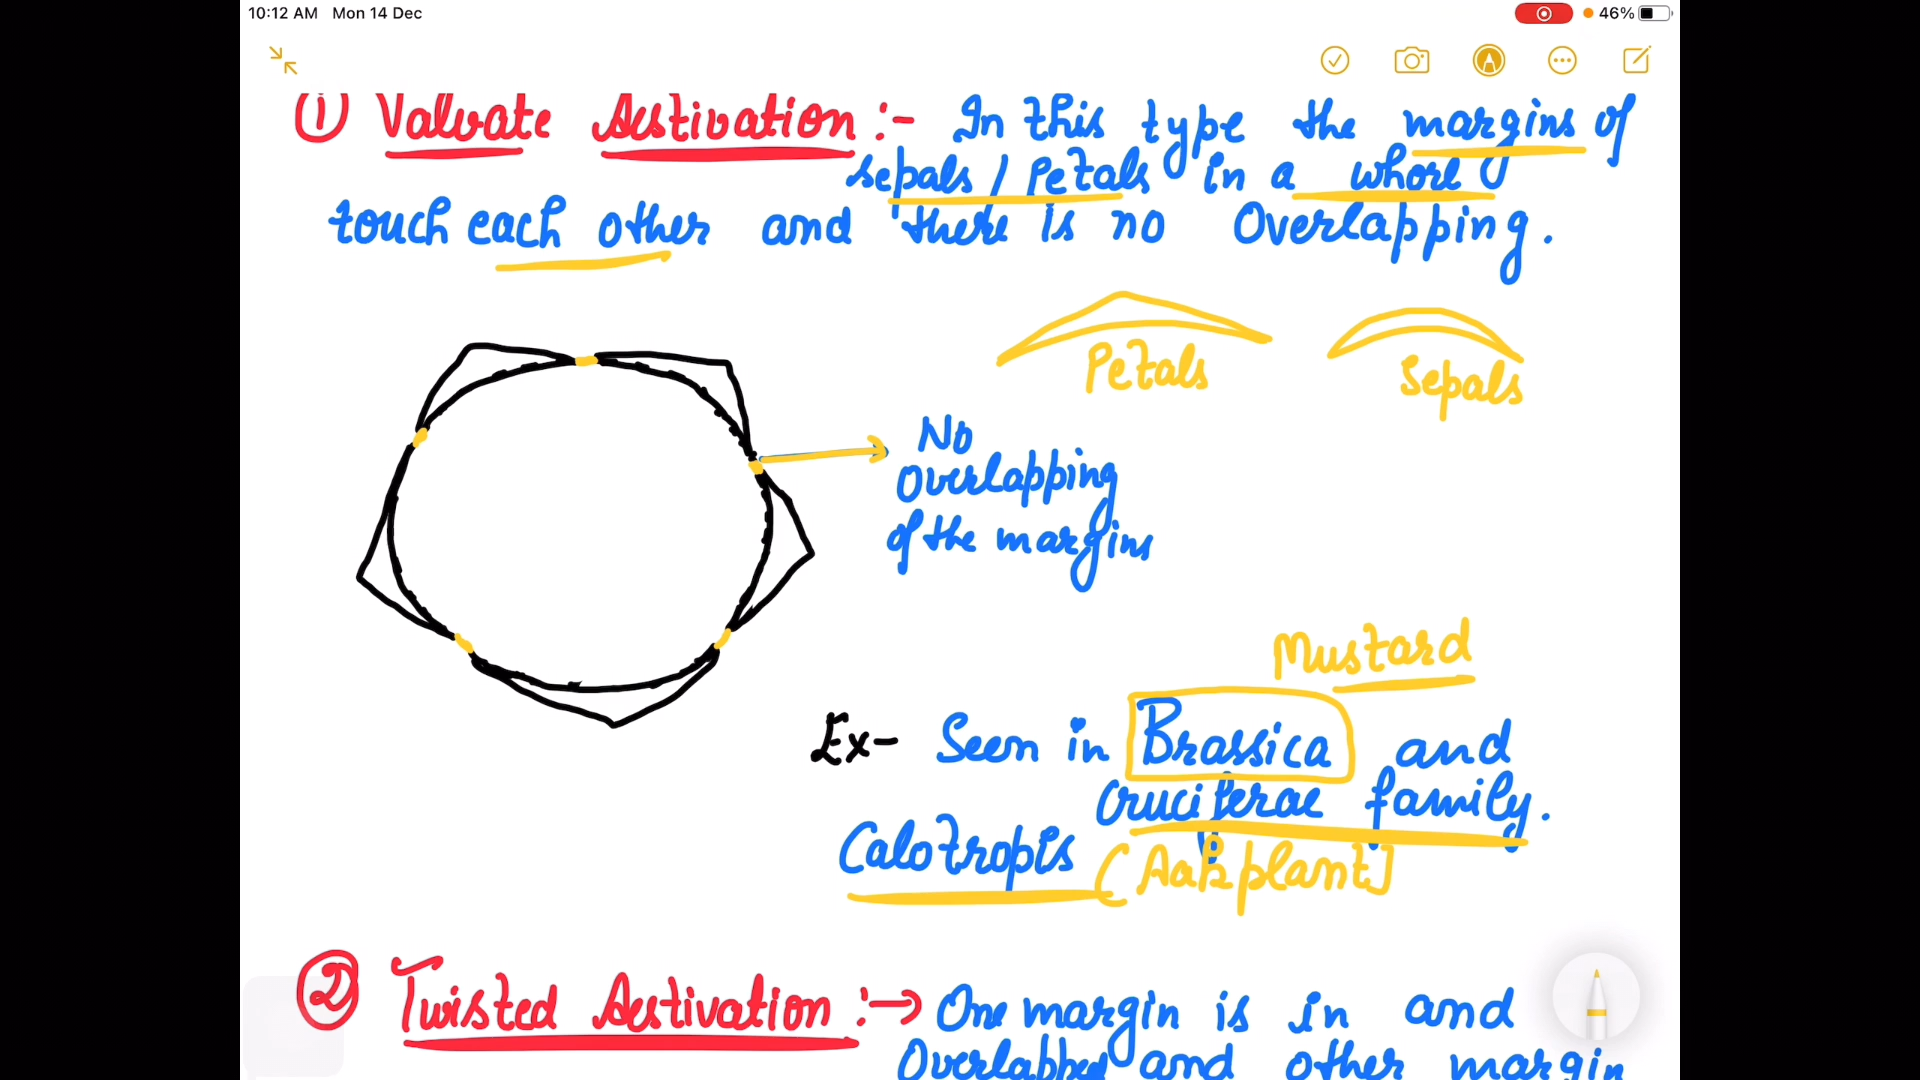 10:12 AM Mon 14 Dec
46%
① Valvate Aestivation :- In this type the margins of
sepals / Petals in a whorl
touch each other and there is no Overlapping.
Petals
Sepals
No
Overlapping
of the margins
Mustard
Ex- Seen in Brassica and
Cruciferae family.
Calotropis (Aak plant]
② Twisted Aestivation :→ One margin is in and
Overlapped and other margin